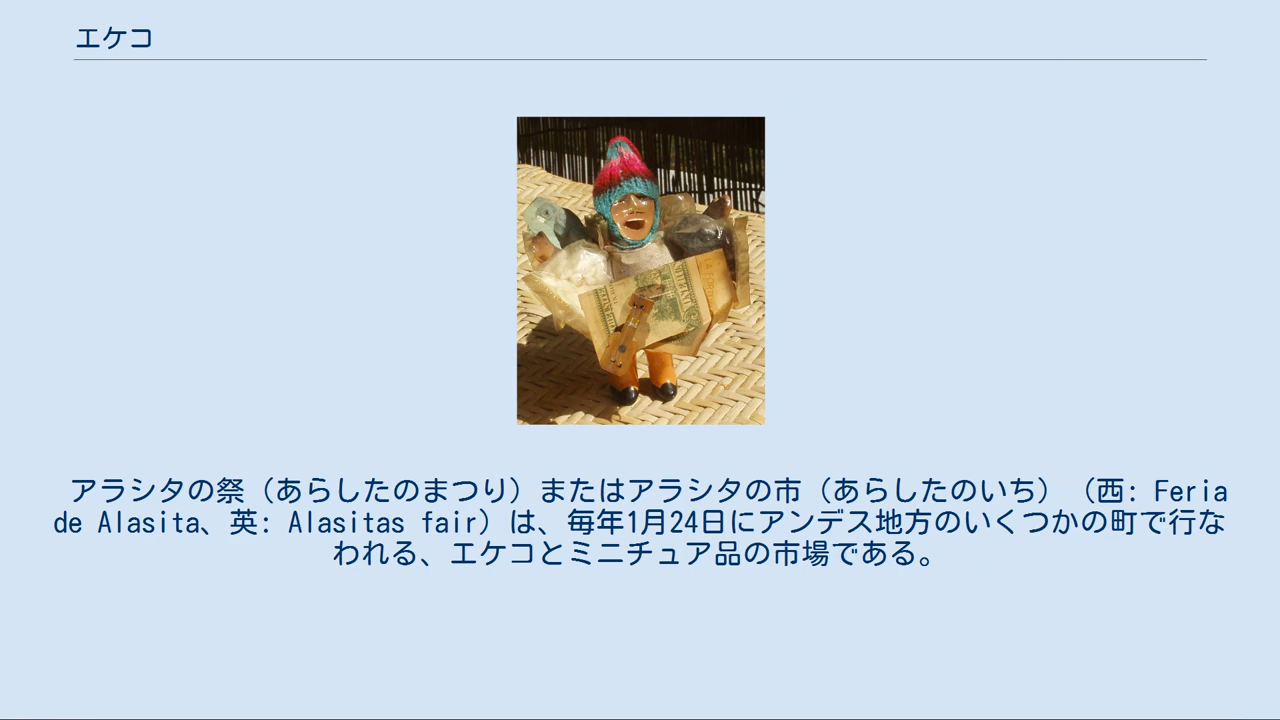 エケコ
アラシタの祭（あらしたのまつり）またはアラシタの市（あらしたのいち）（西: Feria
de Alasita、英: Alasitas fair）は、毎年1月24日にアンデス地方のいくつかの町で行な
われる、エケコとミニチュア品の市場である。